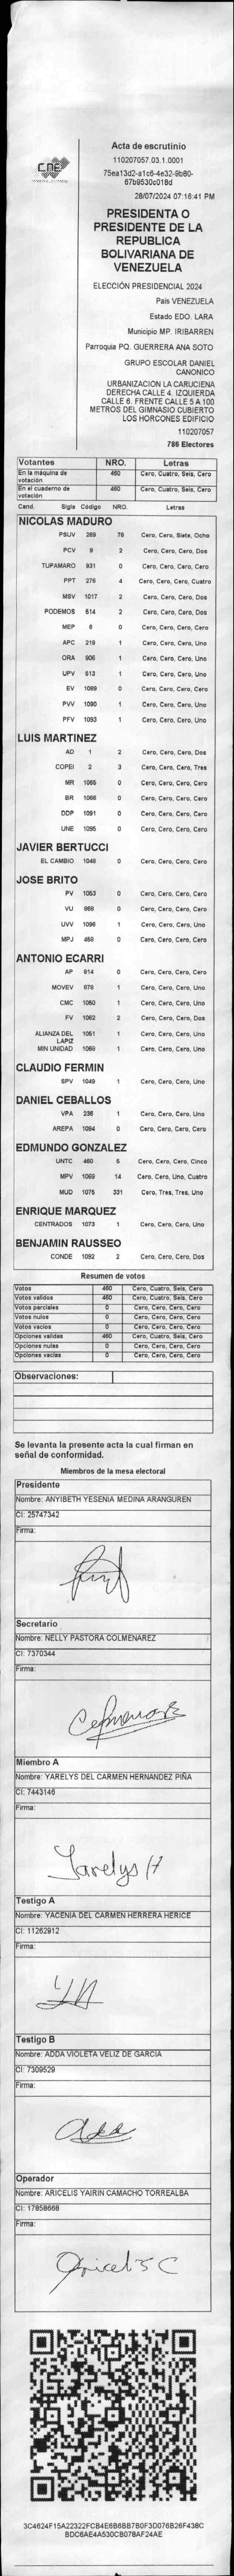 CNE
Acta de escrutinio
110207057.03.1.0001
75ea13d2-a1c6-4e32-9b80-
67b9530c018d
28/07/2024 07:16:41 PM
PRESIDENTA O
PRESIDENTE DE LA
REPUBLICA
BOLIVARIANA DE
VENEZUELA
ELECCIÓN PRESIDENCIAL 2024
País VENEZUELA
Estado EDO. LARA
Municipio MP. IRIBARREN
Parroquia PQ. GUERRERA ANA SOTO
GRUPO ESCOLAR DANIEL
CANONICO
URBANIZACION LA CARUCIENA
DERECHA CALLE 4. IZQUIERDA
CALLE 6. FRENTE CALLE 5 A 100
METROS DEL GIMNASIO CUBIERTO
LOS HORCONES EDIFICIO
110207057
786 Electores
Votantes NRO. Letras
En la máquina de votación 460 Cero, Cuatro, Seis, Cero
En el cuaderno de votación 460 Cero, Cuatro, Seis, Cero
Cand. Sigla Código NRO. Letras
NICOLAS MADURO
PSUV 269 78 Cero, Cero, Siete, Ocho
PCV 9 2 Cero, Cero, Cero, Dos
TUPAMARO 931 0 Cero, Cero, Cero, Cero
PPT 276 4 Cero, Cero, Cero, Cuatro
MSV 1017 2 Cero, Cero, Cero, Dos
PODEMOS 514 2 Cero, Cero, Cero, Dos
MEP 6 0 Cero, Cero, Cero, Cero
APC 219 1 Cero, Cero, Cero, Uno
ORA 906 1 Cero, Cero, Cero, Uno
UPV 513 1 Cero, Cero, Cero, Uno
EV 1089 0 Cero, Cero, Cero, Cero
PVV 1090 1 Cero, Cero, Cero, Uno
PFV 1093 1 Cero, Cero, Cero, Uno
LUIS MARTINEZ
AD 1 2 Cero, Cero, Cero, Dos
COPEI 2 3 Cero, Cero, Cero, Tres
MR 1065 0 Cero, Cero, Cero, Cero
BR 1066 0 Cero, Cero, Cero, Cero
DDP 1091 0 Cero, Cero, Cero, Cero
UNE 1095 0 Cero, Cero, Cero, Cero
JAVIER BERTUCCI
EL CAMBIO 1048 0 Cero, Cero, Cero, Cero
JOSE BRITO
PV 1053 0 Cero, Cero, Cero, Cero
VU 868 0 Cero, Cero, Cero, Cero
UVV 1096 1 Cero, Cero, Cero, Uno
MPJ 458 0 Cero, Cero, Cero, Cero
ANTONIO ECARRI
AP 814 0 Cero, Cero, Cero, Cero
MOVEV 878 1 Cero, Cero, Cero, Uno
CMC 1050 1 Cero, Cero, Cero, Uno
FV 1062 2 Cero, Cero, Cero, Dos
ALIANZA DEL LAPIZ 1051 1 Cero, Cero, Cero, Uno
MIN UNIDAD 1068 1 Cero, Cero, Cero, Uno
CLAUDIO FERMIN
SPV 1049 1 Cero, Cero, Cero, Uno
DANIEL CEBALLOS
VPA 236 1 Cero, Cero, Cero, Uno
AREPA 1094 0 Cero, Cero, Cero, Cero
EDMUNDO GONZALEZ
UNTC 460 5 Cero, Cero, Cero, Cinco
MPV 1069 14 Cero, Cero, Uno, Cuatro
MUD 1075 331 Cero, Tres, Tres, Uno
ENRIQUE MARQUEZ
CENTRADOS 1073 1 Cero, Cero, Cero, Uno
BENJAMIN RAUSSEO
CONDE 1092 2 Cero, Cero, Cero, Dos
Resumen de votos
Votos 460 Cero, Cuatro, Seis, Cero
Votos validos 460 Cero, Cuatro, Seis, Cero
Votos parciales 0 Cero, Cero, Cero, Cero
Votos nulos 0 Cero, Cero, Cero, Cero
Votos vacios 0 Cero, Cero, Cero, Cero
Opciones validas 460 Cero, Cuatro, Seis, Cero
Opciones nulas 0 Cero, Cero, Cero, Cero
Opciones vacias 0 Cero, Cero, Cero, Cero
Observaciones:
Se levanta la presente acta la cual firman en
señal de conformidad.
Miembros de la mesa electoral
Presidente
Nombre: ANYIBETH YESENIA MEDINA ARANGUREN
CI: 25747342
Firma:
Secretario
Nombre: NELLY PASTORA COLMENAREZ
CI: 7370344
Firma:
Miembro A
Nombre: YARELYS DEL CARMEN HERNANDEZ PIÑA
CI: 7443146
Firma:
Yarelys H
Testigo A
Nombre: YACENIA DEL CARMEN HERRERA HERICE
CI: 11262912
Firma:
Testigo B
Nombre: ADDA VIOLETA VELIZ DE GARCIA
CI: 7309529
Firma:
Adda
Operador
Nombre: ARICELIS YAIRIN CAMACHO TORREALBA
CI: 17858668
Firma:
3C4624F15A22322FCB4E6B6BB7B0F3D076B26F438C
BDC6AE4A530CB078AF24AE